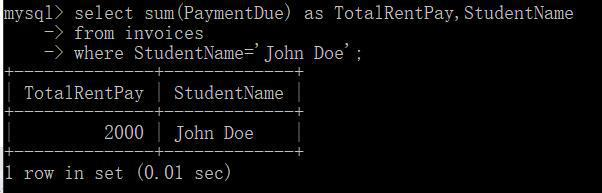 mysql> select sum(PaymentDue) as TotalRentPay,StudentName
    -> from invoices
    -> where StudentName='John Doe';
+--------------+-------------+
| TotalRentPay | StudentName |
+--------------+-------------+
|         2000 | John Doe    |
+--------------+-------------+
1 row in set (0.01 sec)